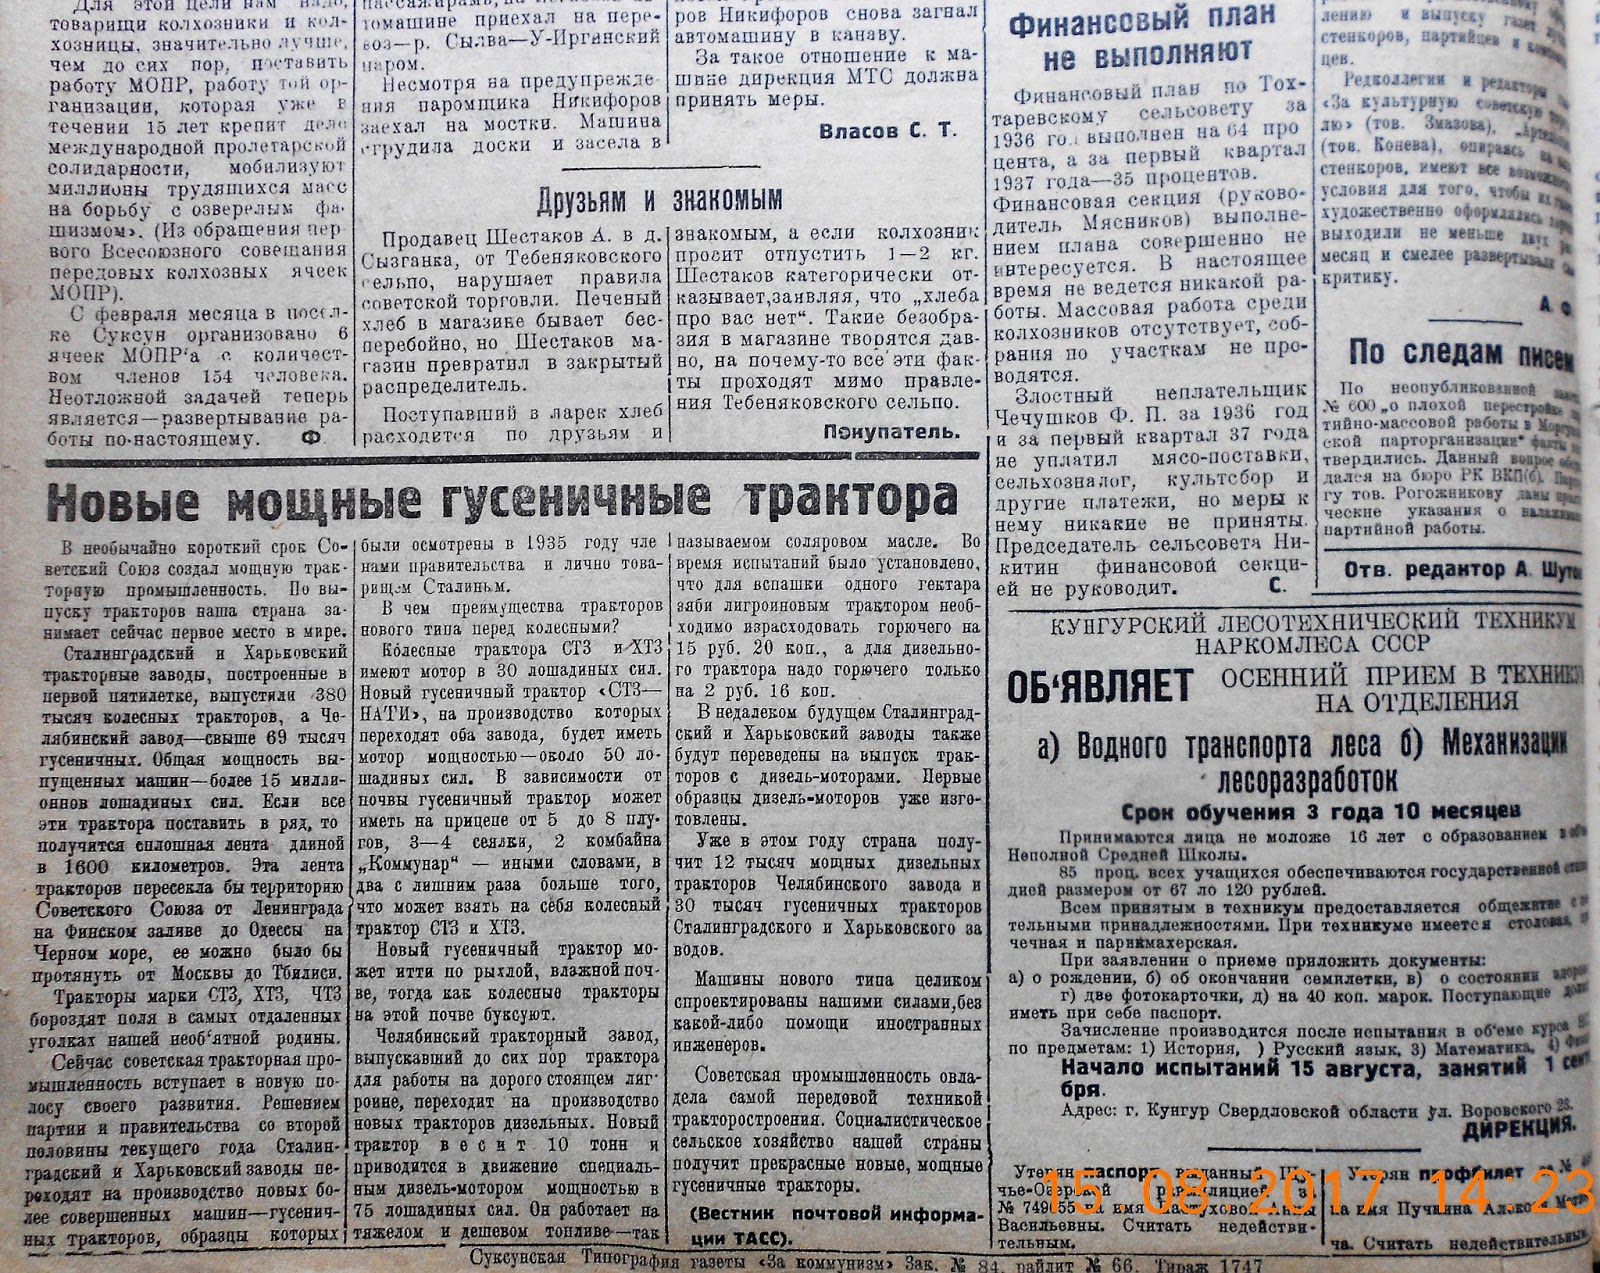 Для этой цели нам надо,
товарищи колхозники и кол-
хозницы, значительно лучше,
чем до сих пор, поставить
работу МОПР, работу той ор-
ганизации, которая уже в
течении 15 лет крепит дело
международной пролетарской
солидарности, мобилизуют
миллионы трудящихся масс
на борьбу с озверелым фа-
шизмом». (Из обращения пер-
вого Всесоюзного совещания
передовых колхозных ячеек
МОПР).
С февраля месяца в посел-
ке Суксун организовано 6
ячеек МОПР'а с количест-
вом членов 154 человека.
Неотложной задачей теперь
является—развертывание ра-
боты по-настоящему. Ф.
томашине приехал на пере-
воз—р. Сылва—У-Иргинский
паром.
Несмотря на предупрежде-
ния паромщика Никифоров
заехал на мостки. Машина
сгрудила доски и засела в
ров Никифоров снова загнал
автомашину в канаву.
За такое отношение к ма-
шине дирекция МТС должна
принять меры.
Власов С. Т.
Друзьям и знакомым
Продавец Шестаков А. в д.
Сызганка, от Тебеняковского
сельпо, нарушает правила
советской торговли. Печеный
хлеб в магазине бывает бес-
перебойно, но Шестаков ма-
газин превратил в закрытый
распределитель.
Поступавший в ларек хлеб
расходится по друзьям и
знакомым, а если колхозник
просит отпустить 1—2 кг.
Шестаков категорически от-
казывает,заявляя, что „хлеба
про вас нет“. Такие безобра-
зия в магазине творятся дав-
но, на почему-то все эти фак-
ты проходят мимо правле-
ния Тебеняковского сельпо.
Покупатель.
Новые мощные гусеничные трактора
В необычайно короткий срок Со-
ветский Союз создал мощную трак-
торную промышленность. По вы-
пуску тракторов наша страна за-
нимает сейчас первое место в мире.
Сталинградский и Харьковский
тракторные заводы, построенные в
первой пятилетке, выпустили 380
тысяч колесных тракторов, а Че-
лябинский завод—свыше 69 тысяч
гусеничных. Общая мощность вы-
пущенных машин—более 15 милли-
оннов лошадиных сил. Если все
эти трактора поставить в ряд, то
получится сплошная лента длиной
в 1600 километров. Эта лента
тракторов пересекла бы территорию
Советского Союза от Ленинграда
на Финском заливе до Одессы на
Черном море, ее можно было бы
протянуть от Москвы до Тбилиси.
Тракторы марки СТЗ, ХТЗ, ЧТЗ
бороздят поля в самых отдаленных
уголках нашей необ'ятной родины.
Сейчас советская тракторная про-
мышленность вступает в новую по-
лосу своего развития. Решением
партии и правительства со второй
половины текущего года Сталин-
градский и Харьковский заводы пе-
реходят на производство новых бо-
лее совершенных машин—гусенич-
ных тракторов, образцы которых
были осмотрены в 1935 году чле
нами правительства и лично това-
рищем Сталиным.
В чем преимущества тракторов
нового типа перед колесными?
Колесные трактора СТЗ и ХТЗ
имеют мотор в 30 лошадиных сил.
Новый гусеничный трактор «СТЗ—
НАТИ», на производство которых
переходят оба завода, будет иметь
мотор мощностью—около 50 ло-
шадиных сил. В зависимости от
почвы гусеничный трактор может
иметь на прицепе от 5 до 8 плу-
гов, 3—4 сеялки, 2 комбайна
„Коммунар“ — иными словами, в
два с лишним раза больше того,
что может взять на себя колесный
трактор СТЗ и ХТЗ.
Новый гусеничный трактор мо-
жет итти по рыхлой, влажной поч-
ве, тогда как колесные тракторы
на этой почве буксуют.
Челябинский тракторный завод,
выпускавший до сих пор трактора
для работы на дорого стоящем лиг-
роине, переходит на производство
новых тракторов дизельных. Новый
трактор весит 10 тонн и
приводится в движение специаль-
ным дизель-мотором мощностью в
75 лошадиных сил. Он работает на
тяжелом и дешевом топливе—так
называемом соляровом масле. Во
время испытаний было установлено,
что для вспашки одного гектара
зяби лигроиновым трактором необ-
ходимо израсходовать горючего на
15 руб. 20 коп., а для дизельно-
го трактора надо горючего только
на 2 руб. 16 коп.
В недалеком будущем Сталинград-
ский и Харьковский заводы также
будут переведены на выпуск трак-
торов с дизель-моторами. Первые
образцы дизель-моторов уже изго-
товлены.
Уже в этом году страна полу-
чит 12 тысяч мощных дизельных
тракторов Челябинского завода и
30 тысяч гусеничных тракторов
Сталинградского и Харьковского за
водов.
Машины нового типа целиком
спроектированы нашими силами,без
какой-либо помощи иностранных
инженеров.
Советская промышленность овла-
дела самой передовой техникой
тракторостроения. Социалистическое
сельское хозяйство нашей страны
получит прекрасные новые, мощные
гусеничные тракторы.
(Вестник почтовой информа-
ции ТАСС).
Финансовый план
не выполняют
Финансовый план по Тох-
таревскому сельсовету за
1936 год выполнен на 64 про
цента, а за первый квартал
1937 года—35 процентов.
Финансовая секция (руково-
дитель Мясников) выполне-
нием плана совершенно не
интересуется. В настоящее
время не ведется никакой ра-
боты. Массовая работа среди
колхозников отсутствует, соб-
рания по участкам не про-
водятся.
Злостный неплательщик
Чечушков Ф. П. за 1936 год
и за первый квартал 37 года
не уплатил мясо-поставки,
сельхозналог, культсбор и
другие платежи, но меры к
нему никакие не приняты.
Председатель сельсовета Ни-
китин финансовой секци-
ей не руководит. С.
лению и выпуску газет
стенкоров, партийцев и
цев.
Редколлегии и редакторы
«За культурную советскую
лю» (тов. Змазова),
(тов. Конева), опираясь на
стенкоров, имеют все
условия для того, чтобы их
художественно оформлялись
выходили не меньше двух раз
месяц и смелее развертывали
критику.
А. Ф.
По следам писем
По неопубликованной
№ 600 „о плохой перестройке
тийно-массовой работы в
ской парторганизации“ факты
твердились. Данный вопрос
дался на бюро РК ВКП(б).
гу тов. Рогожникову даны
ческие указания о
партийной работы.
Отв. редактор А.
КУНГУРСКИЙ ЛЕСОТЕХНИЧЕСКИЙ ТЕХНИКУМ
НАРКОМЛЕСА СССР
ОБ'ЯВЛЯЕТ ОСЕННИЙ ПРИЕМ В ТЕХНИКУ
НА ОТДЕЛЕНИЯ
а) Водного транспорта леса б) Механизации
лесоразработок
Срок обучения 3 года 10 месяцев
Принимаются лица не моложе 16 лет с образованием в
Неполной Средней Школы.
85 проц. всех учащихся обеспечиваются государственной
дией размером от 67 до 120 рублей.
Всем принятым в техникум предоставляется общежитие с
тельными принадлежностями. При техникуме имеется столовая,
чечная и парикмахерская.
При заявлении о приеме приложить документы:
а) о рождении, б) об окончании семилетки, в) о состоянии
г) две фотокарточки, д) на 40 коп. марок. Поступающие
иметь при себе паспорт.
Зачисление производится после испытания в об'еме курса
по предметам: 1) История, ) Русский язык, 3) Математика, 4)
Начало испытаний 15 августа, занятий 1 сент
бря.
Адрес: г. Кунгур Свердловской области ул. Воровского 23.
ДИРЕКЦИЯ.
Утерян паспорт выданный
№ имя
Васильевны. Считать недействи-
тельным.
Утерян профбилет
на имя Пучкина
ча. Считать недействительным.
15 08 2017 14:23
Суксунская Типография газеты «За коммунизм» Зак. № 84, райлит № 66. Тираж 1747